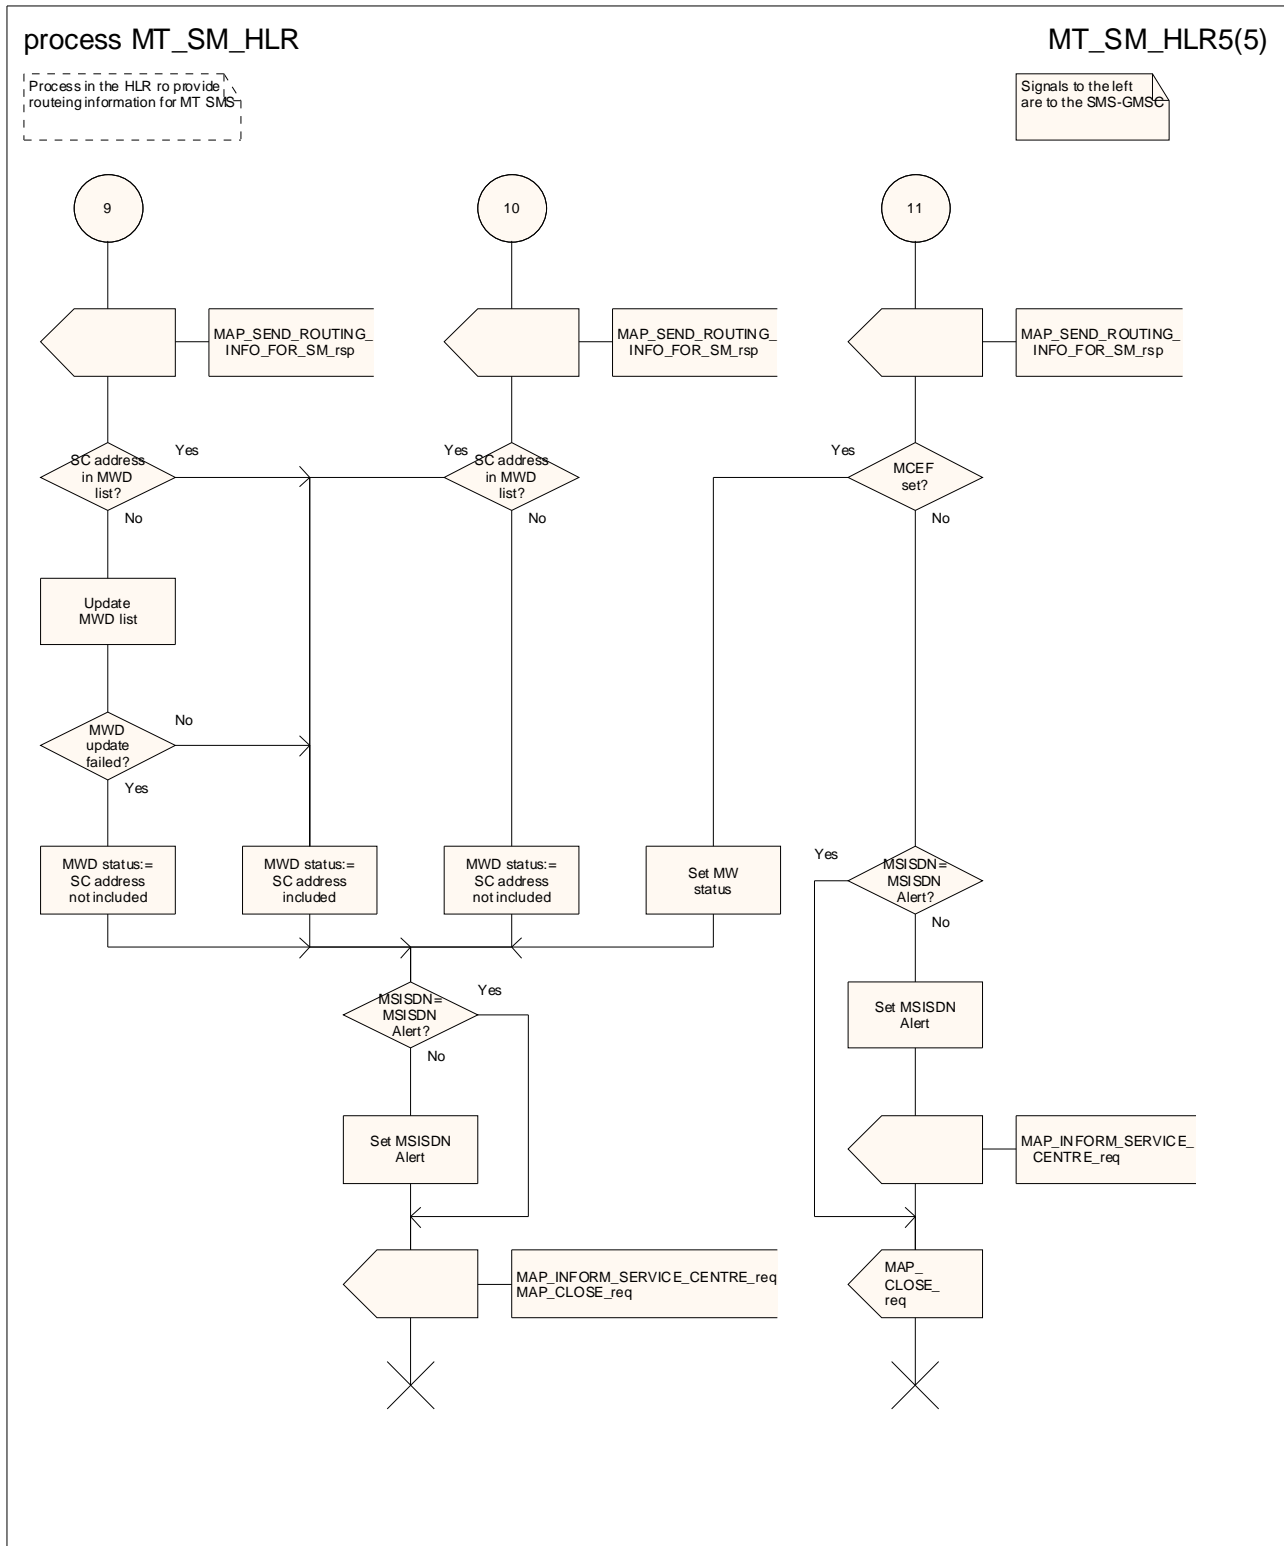 process MT_SM_HLR
MT_SM_HLR5(5)
Process in the HLR ro provide
routeing information for MT SMS
Signals to the left
are to the SMS-GMSC
9
10
11
MAP_SEND_ROUTING_
INFO_FOR_SM_rsp
MAP_SEND_ROUTING_
INFO_FOR_SM_rsp
MAP_SEND_ROUTING_
INFO_FOR_SM_rsp
SC address
in MWD
list?
Yes
No
Yes
SC address
in MWD
list?
No
Yes
MCEF
set?
No
Update
MWD list
MWD
update
failed?
No
Yes
MWD status:=
SC address
not included
MWD status:=
SC address
included
MWD status:=
SC address
not included
Set MW
status
Yes
MSISDN=
MSISDN
Alert?
No
MSISDN=
MSISDN
Alert?
Yes
No
Set MSISDN
Alert
Set MSISDN
Alert
MAP_INFORM_SERVICE_
CENTRE_req
MAP_INFORM_SERVICE_CENTRE_req
MAP_CLOSE_req
MAP_
CLOSE_
req